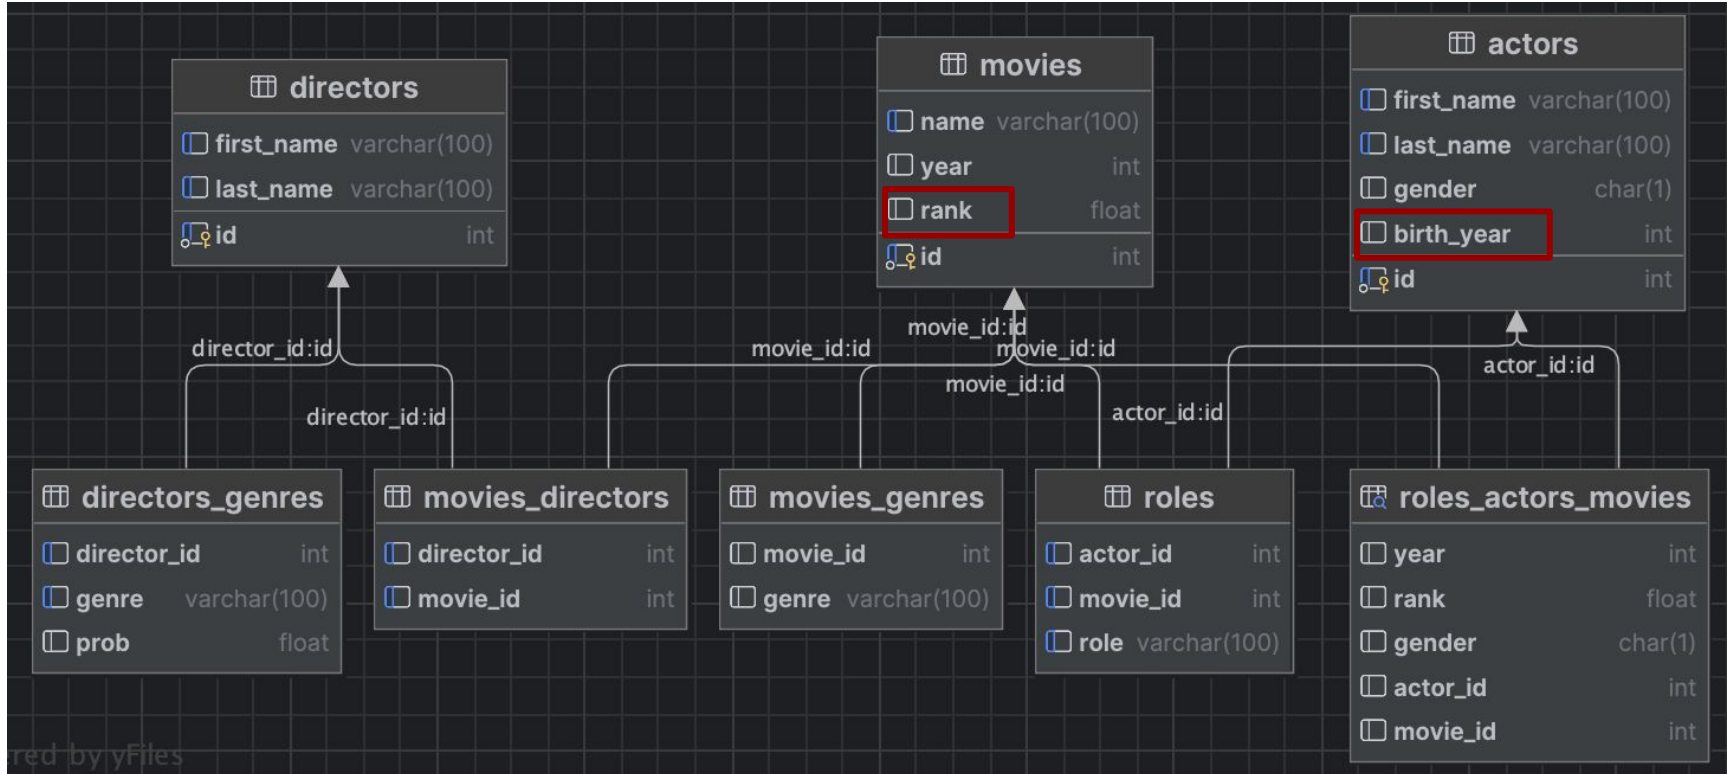 directors
first_name varchar(100)
last_name varchar(100)
id int
movies
name varchar(100)
year int
rank float
id int
actors
first_name varchar(100)
last_name varchar(100)
gender char(1)
birth_year int
id int
director_id:id
director_id:id
movie_id:id
movie_id:id
movie_id:id
movie_id:id
actor_id:id
actor_id:id
directors_genres
director_id int
genre varchar(100)
prob float
movies_directors
director_id int
movie_id int
movies_genres
movie_id int
genre varchar(100)
roles
actor_id int
movie_id int
role varchar(100)
roles_actors_movies
year int
rank float
gender char(1)
actor_id int
movie_id int
ered by yFiles